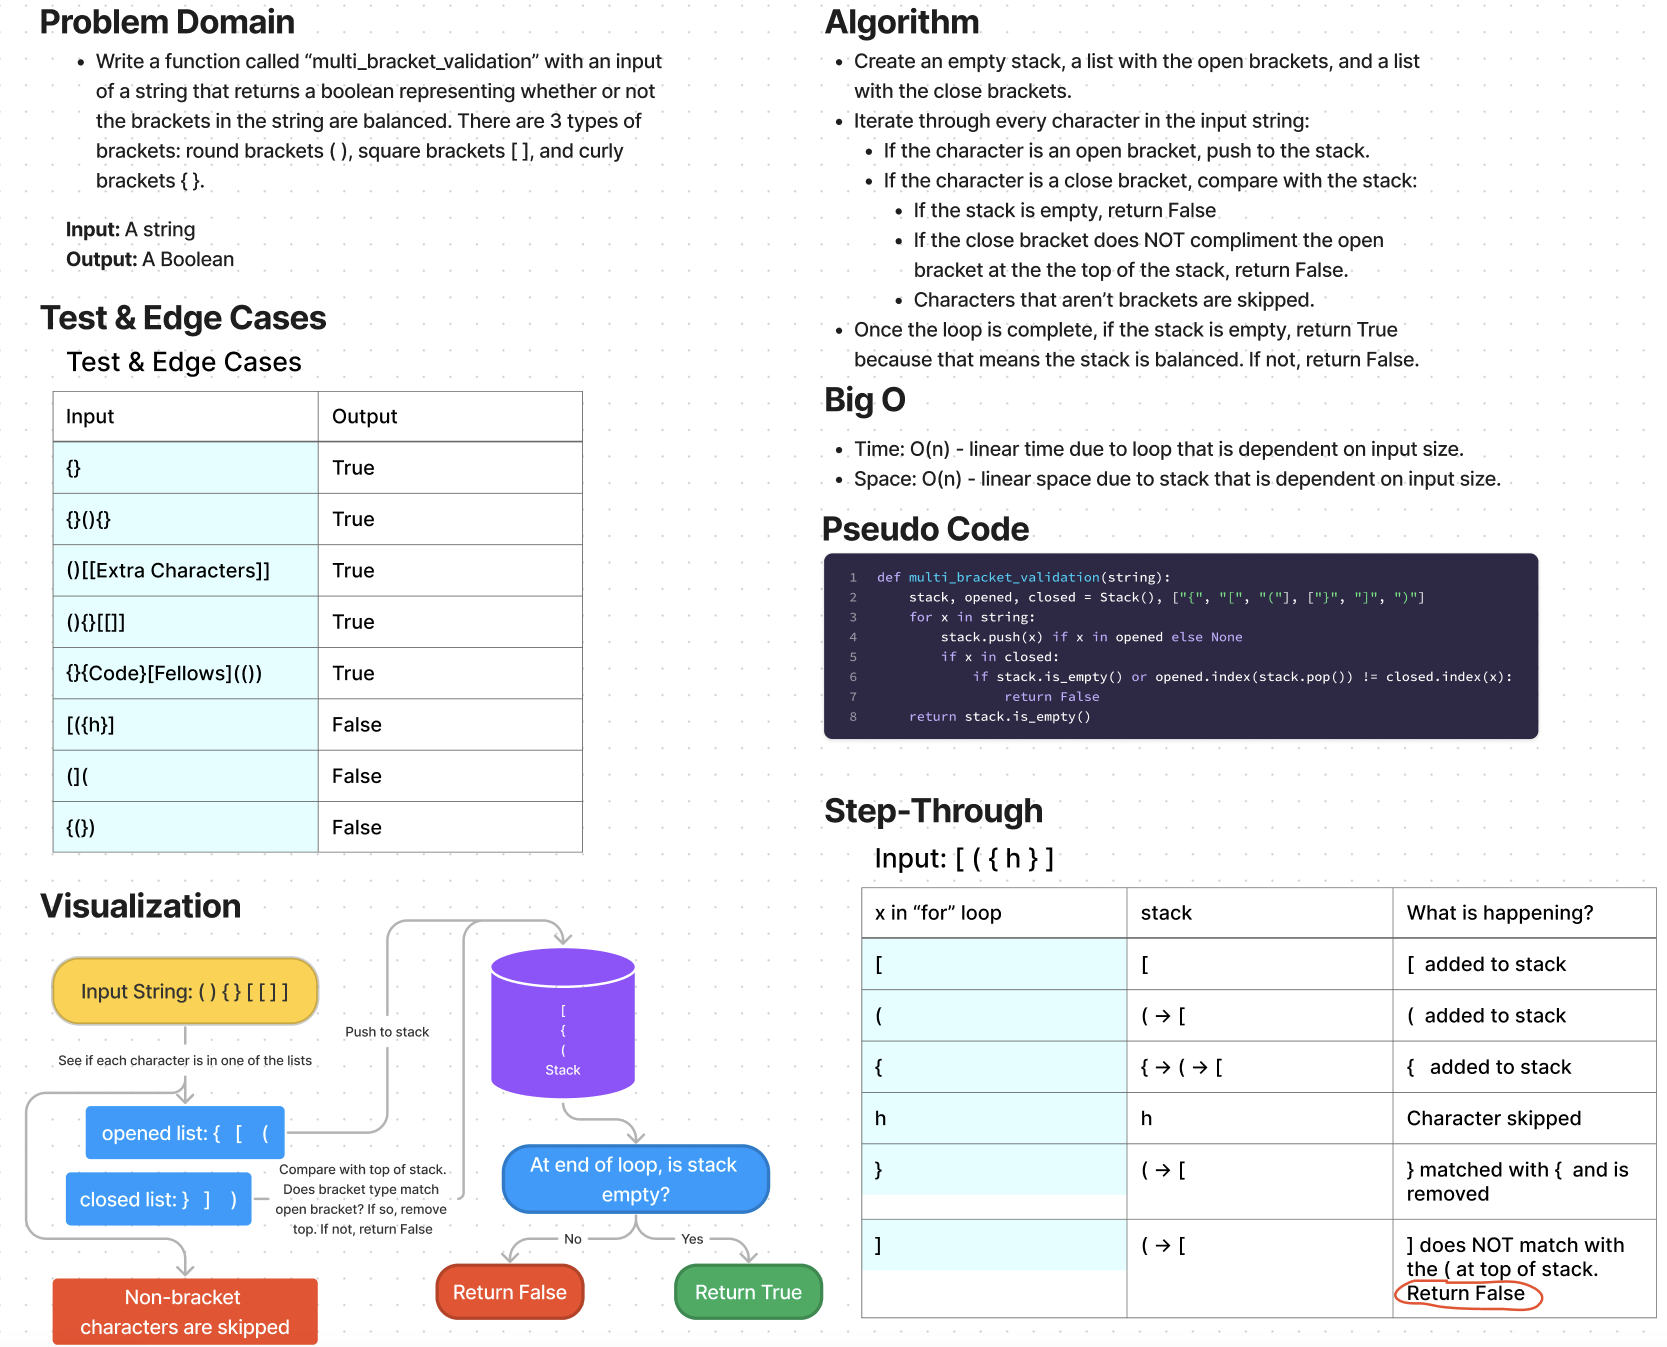 Problem Domain
Write a function called “multi_bracket_validation” with an input
of a string that returns a boolean representing whether or not
the brackets in the string are balanced. There are 3 types of
brackets: round brackets ( ), square brackets [ ], and curly
brackets { }.
Input: A string
Output: A Boolean
Test & Edge Cases
Test & Edge Cases
Input Output
{} True
{}(){} True
()[[Extra Characters]] True
(){}[[]] True
{}{Code}[Fellows](()) True
[({h}] False
(]( False
{(}) False
Visualization
Input String: ( ) { } [ [ ] ]
See if each character is in one of the lists
opened list: { [ (
closed list: } ] )
Non-bracket
characters are skipped
Push to stack
Compare with top of stack.
Does bracket type match
open bracket? If so, remove
top. If not, return False
[
{
(
Stack
At end of loop, is stack
empty?
No Yes
Return False Return True
Algorithm
Create an empty stack, a list with the open brackets, and a list
with the close brackets.
Iterate through every character in the input string:
If the character is an open bracket, push to the stack.
If the character is a close bracket, compare with the stack:
If the stack is empty, return False
If the close bracket does NOT compliment the open
bracket at the the top of the stack, return False.
Characters that aren’t brackets are skipped.
Once the loop is complete, if the stack is empty, return True
because that means the stack is balanced. If not, return False.
Big O
Time: O(n) - linear time due to loop that is dependent on input size.
Space: O(n) - linear space due to stack that is dependent on input size.
Pseudo Code
1 def multi_bracket_validation(string):
2     stack, opened, closed = Stack(), ["{", "[", "("], ["}", "]", ")"]
3     for x in string:
4         stack.push(x) if x in opened else None
5         if x in closed:
6             if stack.is_empty() or opened.index(stack.pop()) != closed.index(x):
7                 return False
8     return stack.is_empty()
Step-Through
Input: [ ( { h } ]
x in “for” loop stack What is happening?
[ [ [ added to stack
( ( → [ ( added to stack
{ { → ( → [ { added to stack
h h Character skipped
} ( → [ } matched with { and is
removed
] ( → [ ] does NOT match with
the ( at top of stack.
Return False